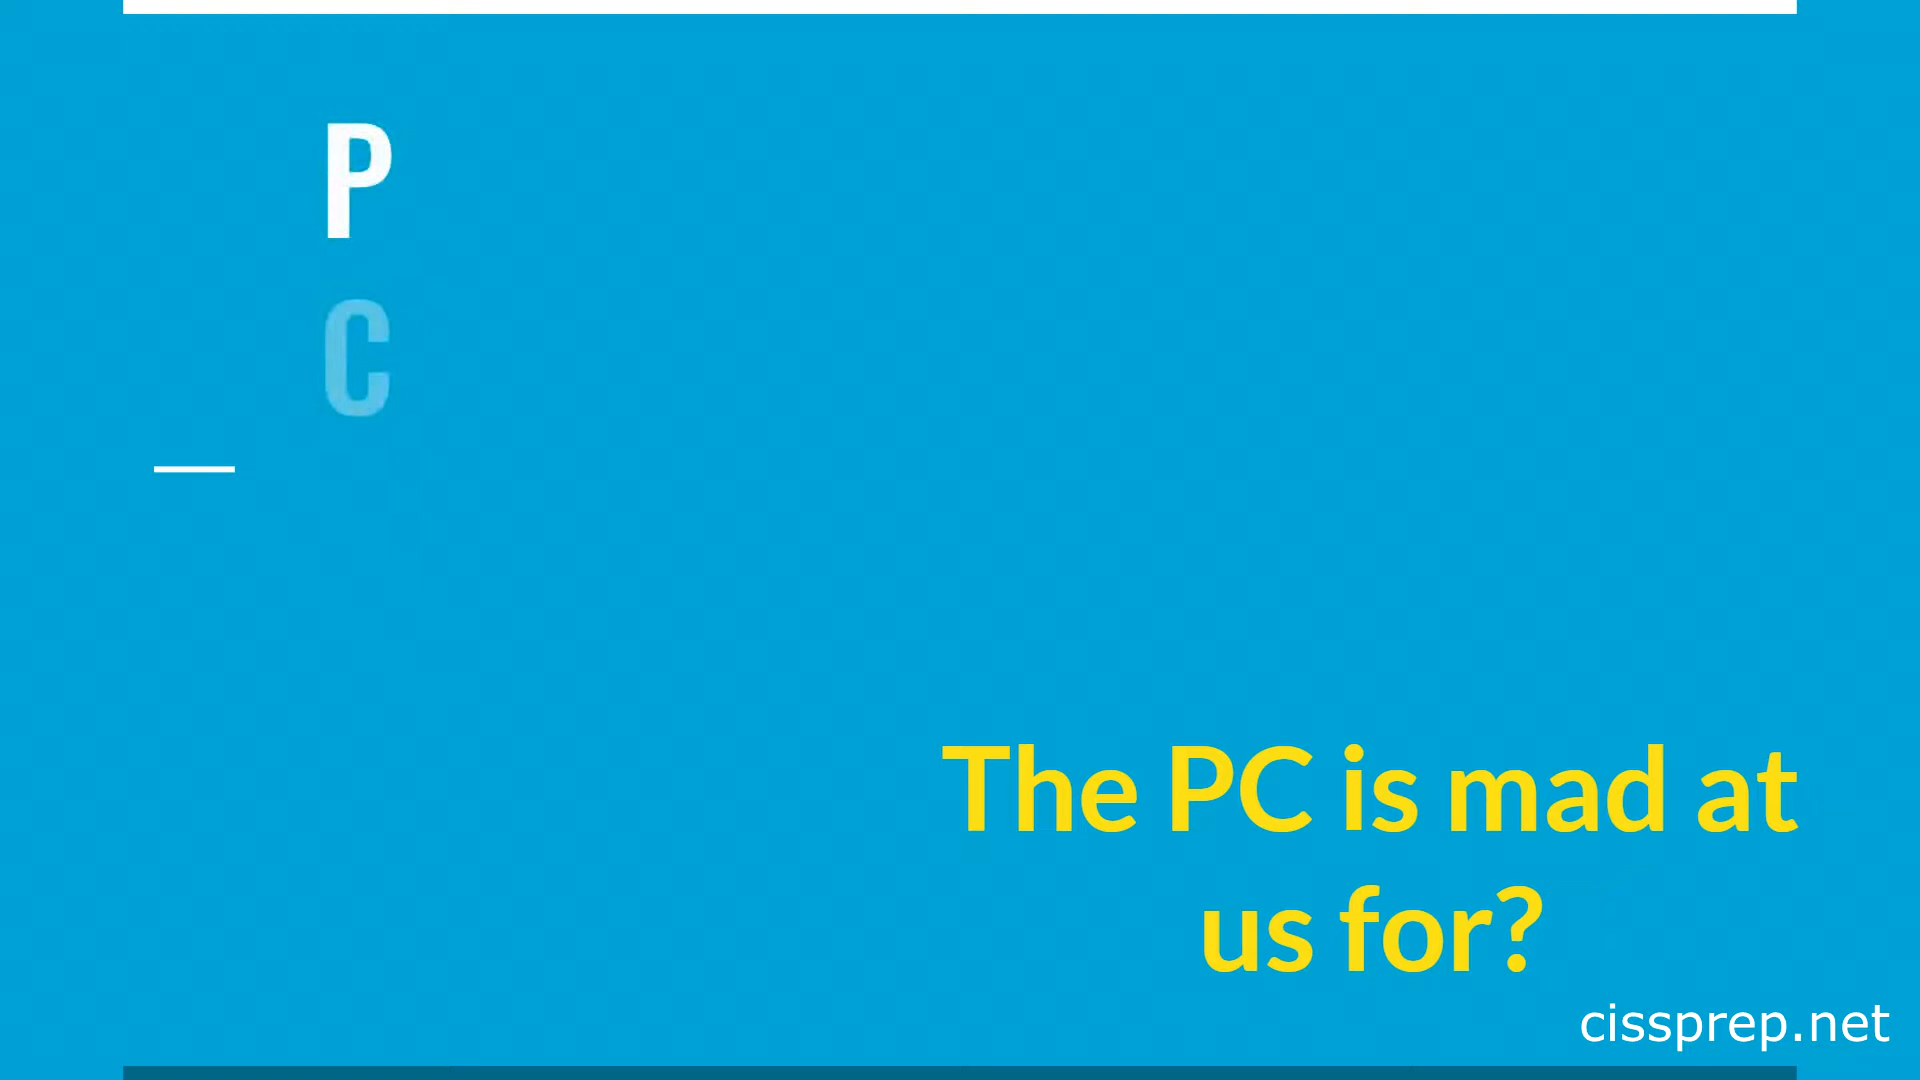 P
C
The PC is mad at
us for?
cissprep.net